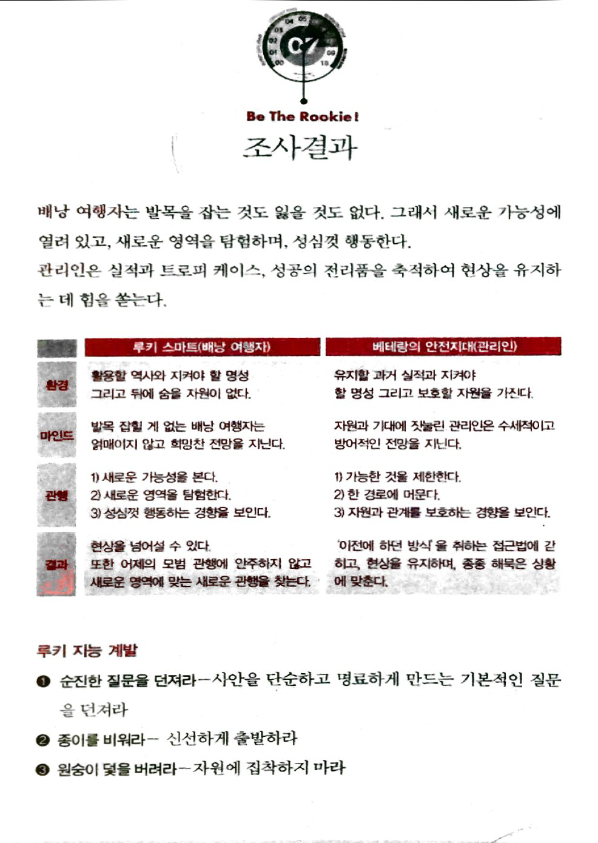 00 01 02 03 04 05 07 09 10
Be The Rookie!
조사결과
배낭 여행자는 발목을 잡는 것도 잃을 것도 없다. 그래서 새로운 가능성에
열려 있고, 새로운 영역을 탐험하며, 성심껏 행동한다.
관리인은 실적과 트로피 케이스, 성공의 전리품을 축적하여 현상을 유지하
는 데 힘을 쏟는다.
루키 스마트(배낭 여행자) 베테랑의 안전지대(관리인)
환경
활용할 역사와 지켜야 할 명성
그리고 뒤에 숨을 자원이 없다.
유지할 과거 실적과 지켜야
할 명성 그리고 보호할 자원을 가진다.
마인드
발목 잡힐 게 없는 배낭 여행자는
얽매이지 않고 희망찬 전망을 지닌다.
자원과 기대에 짓눌린 관리인은 수세적이고
방어적인 전망을 지닌다.
관행
1) 새로운 가능성을 본다.
2) 새로운 영역을 탐험한다.
3) 성심껏 행동하는 경향을 보인다.
1) 가능한 것을 제한한다.
2) 한 경로에 머문다.
3) 자원과 관계를 보호하는 경향을 보인다.
결과
현상을 넘어설 수 있다.
또한 어제의 모범 관행에 안주하지 않고
새로운 영역에 맞는 새로운 관행을 찾는다.
'이전에 하던 방식'을 취하는 접근법에 갇
히고, 현상을 유지하며, 종종 해묵은 상황
에 맞춘다.
루키 지능 계발
❶ 순진한 질문을 던져라－사안을 단순하고 명료하게 만드는 기본적인 질문
을 던져라
❷ 종이를 비워라－ 신선하게 출발하라
❸ 원숭이 덫을 버려라－자원에 집착하지 마라